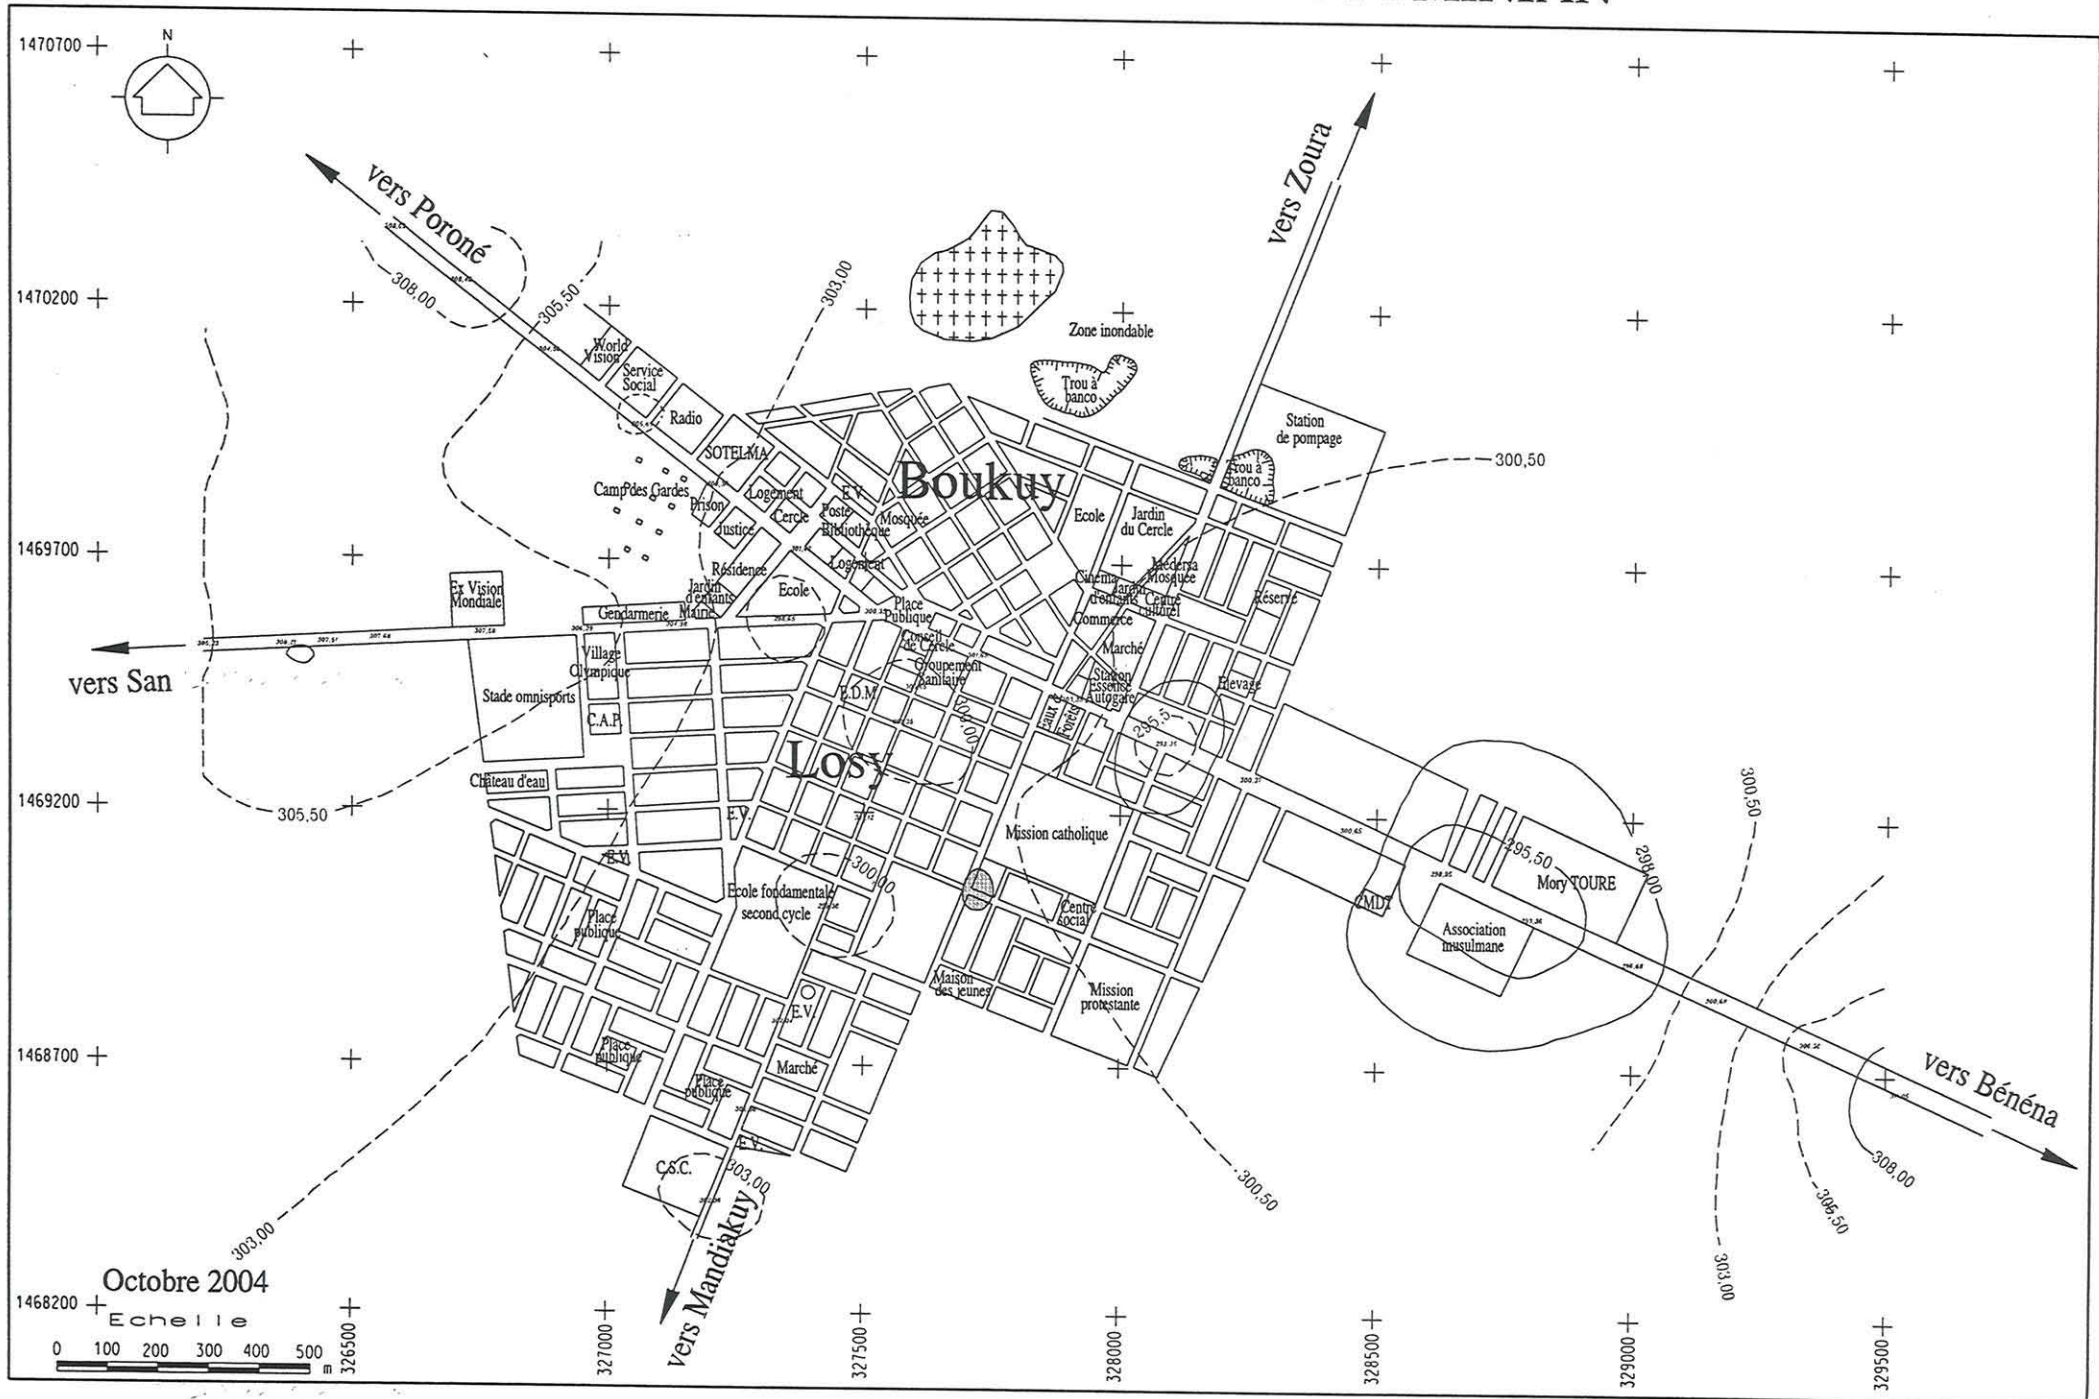 1470700
N
vers Poroné
vers Zoura
1470200
308,00
305,50
303,00
Zone inondable
World
Vision
Service
Social
Trou à
banco
Radio
Station
de pompage
SOTELMA
300,50
Boukuy
Trou à
banco
Camp des Gardes
Logement
E.V.
Prison
Cercle
Poste
Mosquée
Ecole
Jardin
du Cercle
Justice
Bibliothèque
1469700
Résidence
Logement
Médersa
Mosquée
Cinéma
Ex Vision
Mondiale
Jardin
d'enfants
Ecole
Jardin
d'enfants
Centre
culturel
Réserve
Gendarmerie
Mairie
Place
Publique
Commerce
Conseil
de Cercle
Marché
vers San
Village
Olympique
Groupement
Sanitaire
Station
Essence
Autogare
Elevage
Stade omnisports
E.D.M
C.A.P.
300,00
Eaux &
Forêts
295,5
Losy
Château d'eau
1469200
305,50
E.V.
300,50
Mission catholique
E.V.
300,00
295,50
298,00
Ecole fondamentale
second cycle
Mory TOURE
CMDT
Place
publique
Centre
social
Association
musulmane
Maison
des jeunes
Mission
protestante
E.V.
1468700
Place
publique
Marché
Place
publique
vers Bénéna
E.V.
C.S.C.
303,00
300,50
308,00
303,00
303,00
vers Mandiakuy
Octobre 2004
1468200
Echelle
0 100 200 300 400 500 m
326500
327000
327500
328000
328500
329000
329500